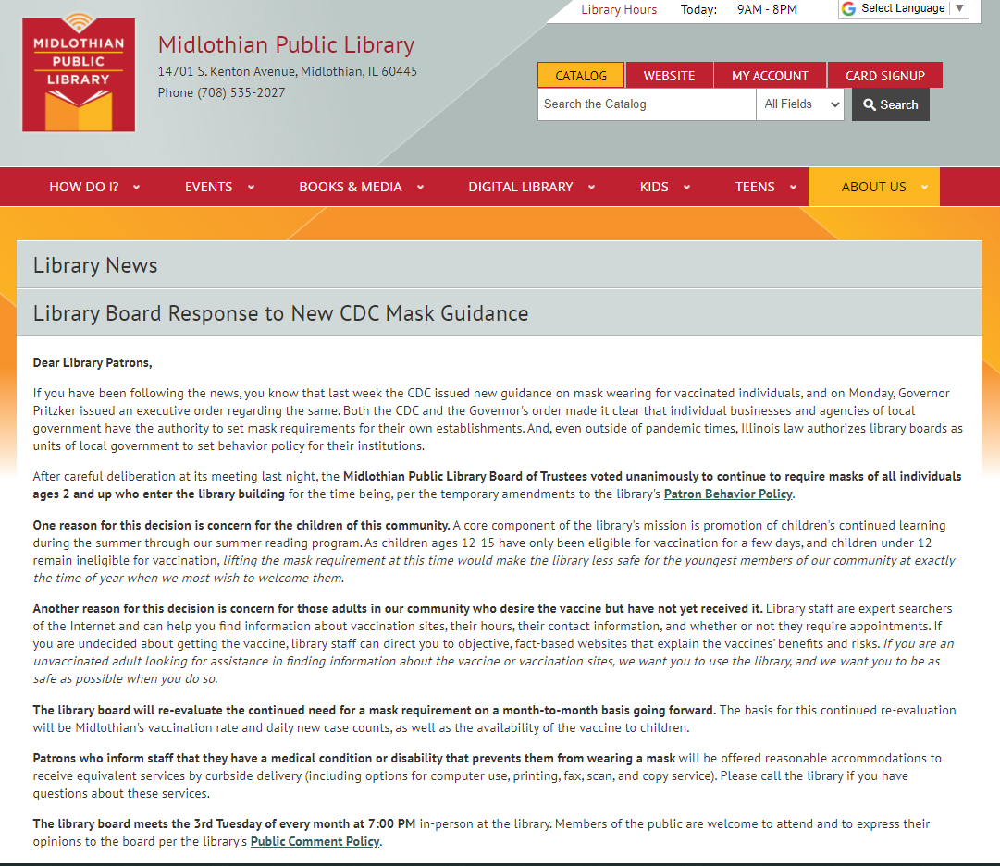 Library Hours Today: 9AM - 8PM Select Language ▼
MIDLOTHIAN
PUBLIC
LIBRARY
Midlothian Public Library
14701 S. Kenton Avenue, Midlothian, IL 60445
Phone (708) 535-2027
CATALOG WEBSITE MY ACCOUNT CARD SIGNUP
Search the Catalog All Fields Search
HOW DO I? EVENTS BOOKS & MEDIA DIGITAL LIBRARY KIDS TEENS ABOUT US
Library News
Library Board Response to New CDC Mask Guidance
Dear Library Patrons,
If you have been following the news, you know that last week the CDC issued new guidance on mask wearing for vaccinated individuals, and on Monday, Governor
Pritzker issued an executive order regarding the same. Both the CDC and the Governor's order made it clear that individual businesses and agencies of local
government have the authority to set mask requirements for their own establishments. And, even outside of pandemic times, Illinois law authorizes library boards as
units of local government to set behavior policy for their institutions.
After careful deliberation at its meeting last night, the Midlothian Public Library Board of Trustees voted unanimously to continue to require masks of all individuals
ages 2 and up who enter the library building for the time being, per the temporary amendments to the library's Patron Behavior Policy.
One reason for this decision is concern for the children of this community. A core component of the library's mission is promotion of children's continued learning
during the summer through our summer reading program. As children ages 12-15 have only been eligible for vaccination for a few days, and children under 12
remain ineligible for vaccination, lifting the mask requirement at this time would make the library less safe for the youngest members of our community at exactly
the time of year when we most wish to welcome them.
Another reason for this decision is concern for those adults in our community who desire the vaccine but have not yet received it. Library staff are expert searchers
of the Internet and can help you find information about vaccination sites, their hours, their contact information, and whether or not they require appointments. If
you are undecided about getting the vaccine, library staff can direct you to objective, fact-based websites that explain the vaccines' benefits and risks. If you are an
unvaccinated adult looking for assistance in finding information about the vaccine or vaccination sites, we want you to use the library, and we want you to be as
safe as possible when you do so.
The library board will re-evaluate the continued need for a mask requirement on a month-to-month basis going forward. The basis for this continued re-evaluation
will be Midlothian's vaccination rate and daily new case counts, as well as the availability of the vaccine to children.
Patrons who inform staff that they have a medical condition or disability that prevents them from wearing a mask will be offered reasonable accommodations to
receive equivalent services by curbside delivery (including options for computer use, printing, fax, scan, and copy service). Please call the library if you have
questions about these services.
The library board meets the 3rd Tuesday of every month at 7:00 PM in-person at the library. Members of the public are welcome to attend and to express their
opinions to the board per the library's Public Comment Policy.